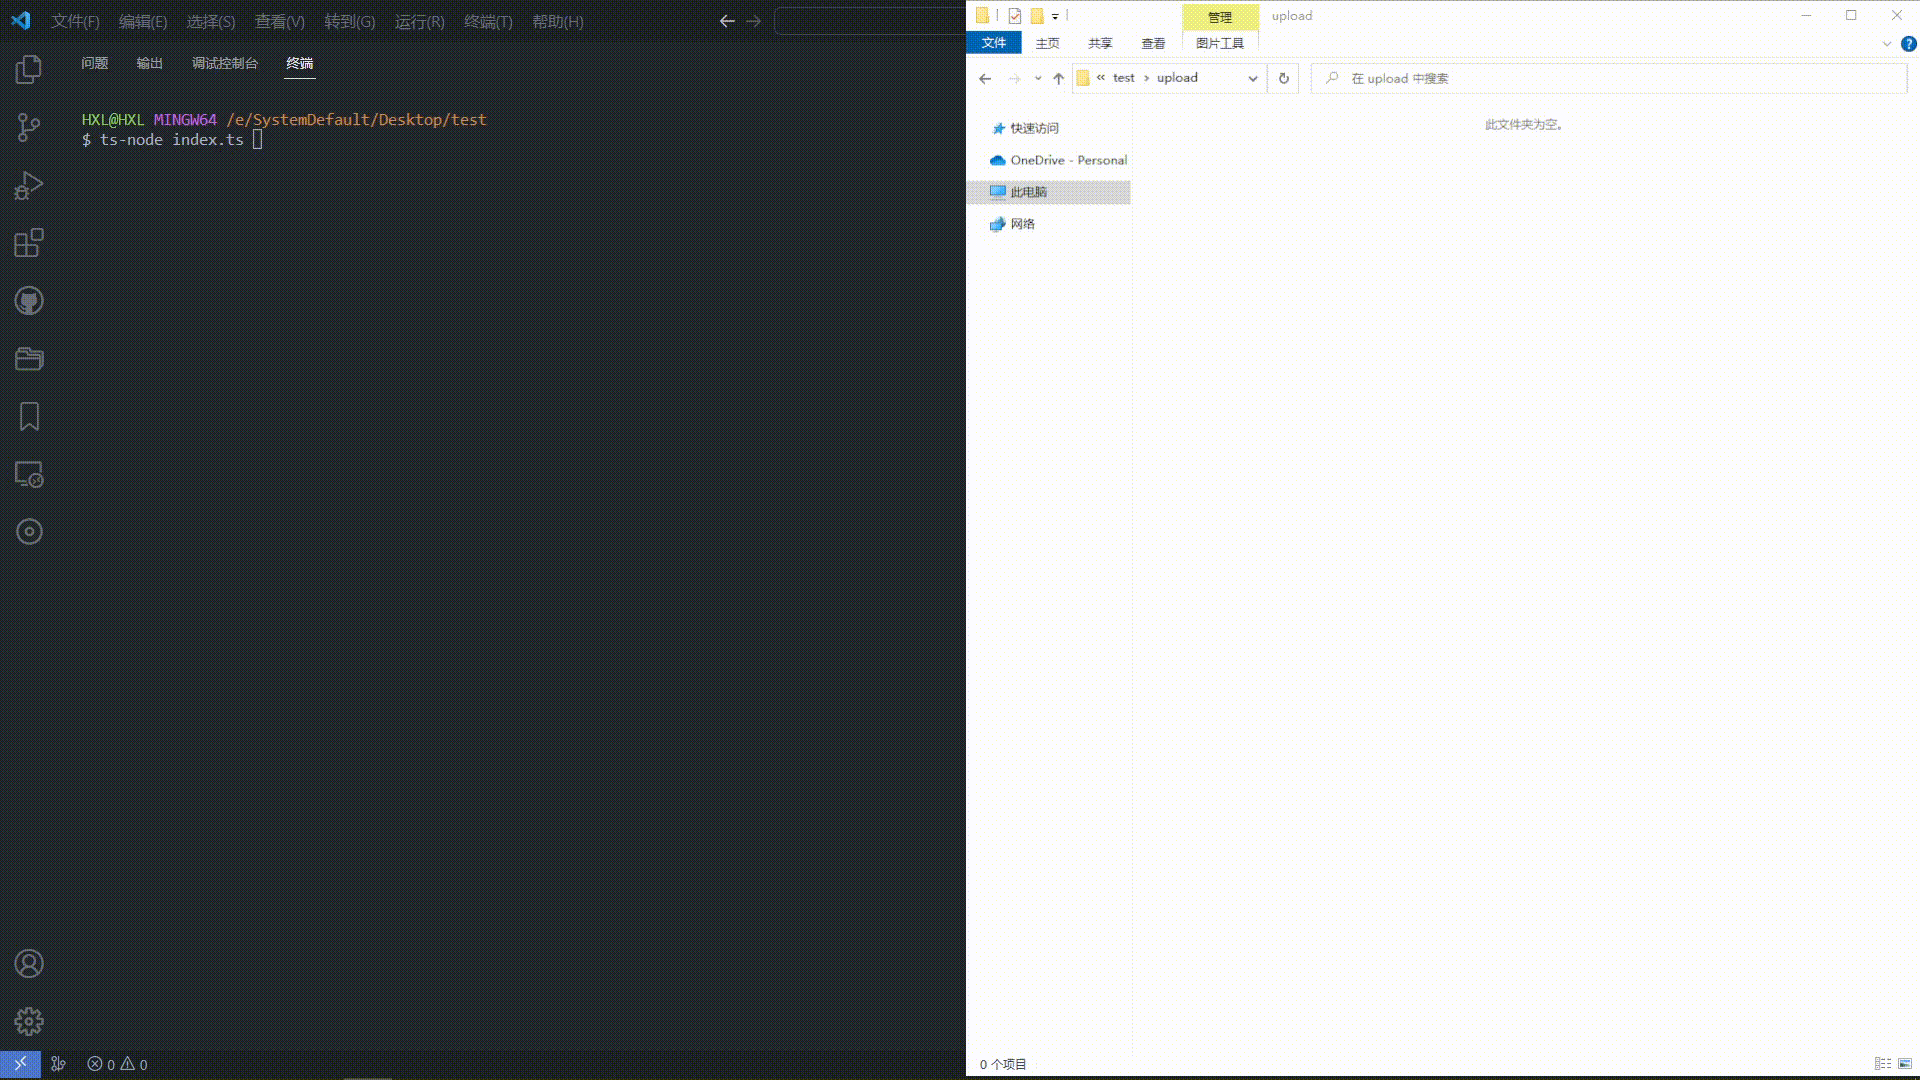 文件(F) 编辑(E) 选择(S) 查看(V) 转到(G) 运行(R) 终端(T) 帮助(H)
问题 输出 调试控制台 终端
HXL@HXL MINGW64 /e/SystemDefault/Desktop/test
$ ts-node index.ts
0 0
管理 upload
文件 主页 共享 查看 图片工具
« test › upload 在 upload 中搜索
快速访问
OneDrive - Personal
此电脑
网络
此文件夹为空。
0 个项目